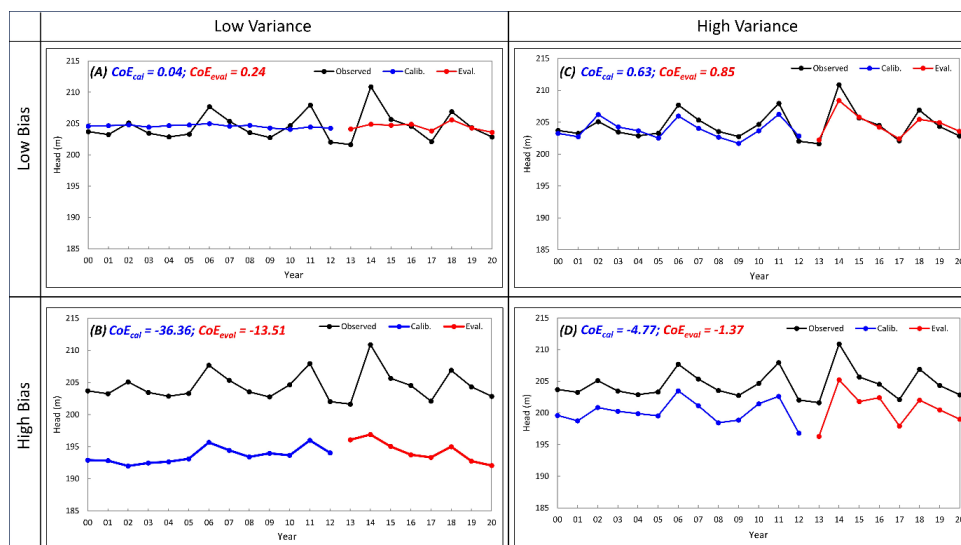 Low Variance
High Variance
Low Bias
(A) CoEcal = 0.04; CoEeval = 0.24
Observed Calib. Eval.
Head (m)
215
210
205
200
195
190
185
00 01 02 03 04 05 06 07 08 09 10 11 12 13 14 15 16 17 18 19 20
Year
(C) CoEcal = 0.63; CoEeval = 0.85
Observed Calib. Eval.
Head (m)
215
210
205
200
195
190
185
00 01 02 03 04 05 06 07 08 09 10 11 12 13 14 15 16 17 18 19 20
Year
High Bias
(B) CoEcal = -36.36; CoEeval = -13.51
Observed Calib. Eval.
Head (m)
215
210
205
200
195
190
185
00 01 02 03 04 05 06 07 08 09 10 11 12 13 14 15 16 17 18 19 20
Year
(D) CoEcal = -4.77; CoEeval = -1.37
Observed Calib. Eval.
Head (m)
215
210
205
200
195
190
185
00 01 02 03 04 05 06 07 08 09 10 11 12 13 14 15 16 17 18 19 20
Year